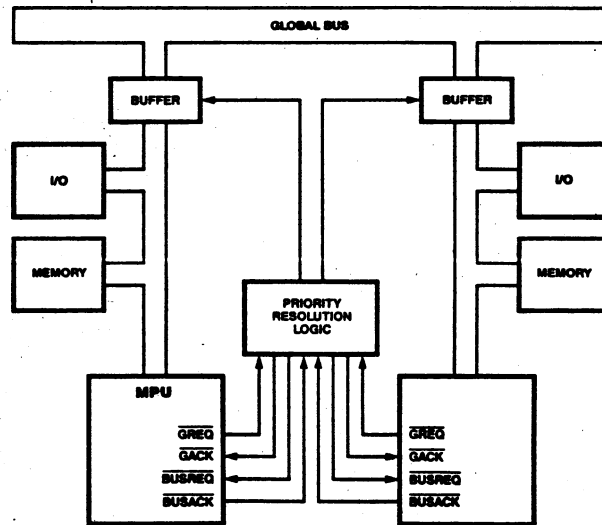 GLOBAL BUS
BUFFER
BUFFER
I/O
I/O
MEMORY
MEMORY
PRIORITY
RESOLUTION
LOGIC
MPU
GREQ
GACK
BUSREQ
BUSACK
GREQ
GACK
BUSREQ
BUSACK